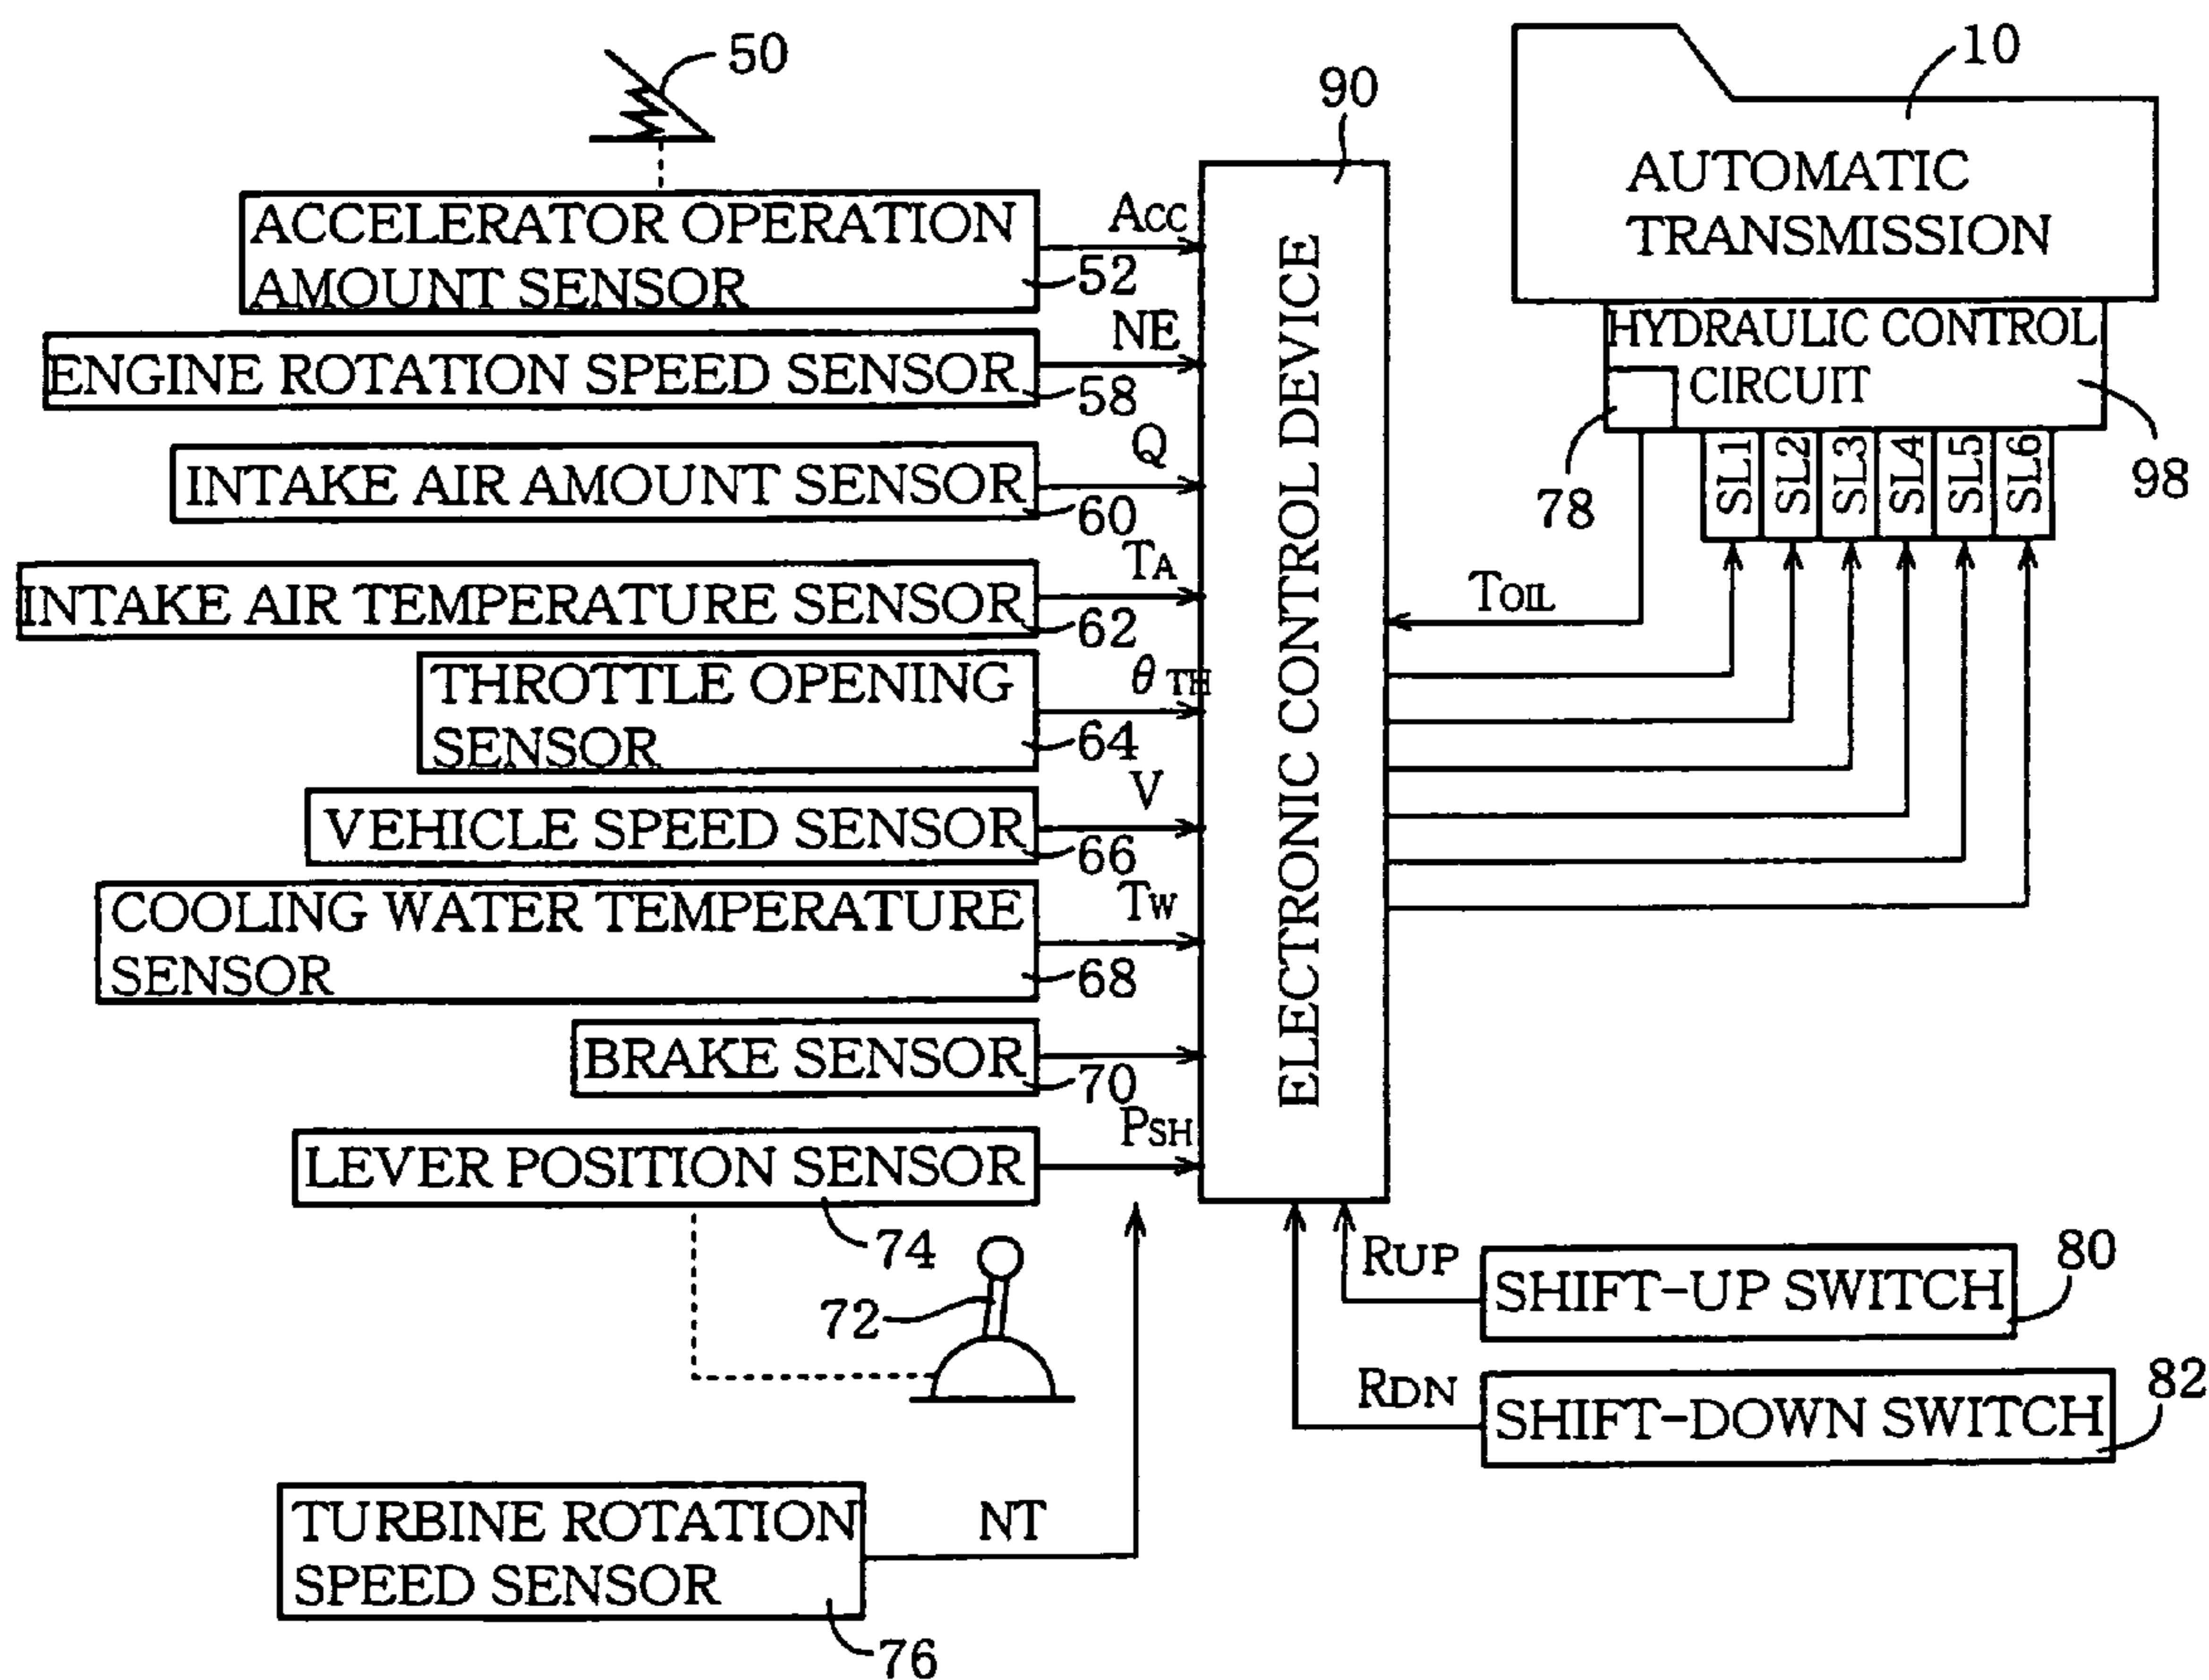 50
ACCELERATOR OPERATION
AMOUNT SENSOR
52
ACC
ENGINE ROTATION SPEED SENSOR
58
NE
INTAKE AIR AMOUNT SENSOR
60
Q
INTAKE AIR TEMPERATURE SENSOR
62
TA
THROTTLE OPENING
SENSOR
64
θTH
VEHICLE SPEED SENSOR
66
V
COOLING WATER TEMPERATURE
SENSOR
68
TW
BRAKE SENSOR
70
LEVER POSITION SENSOR
74
PSH
72
TURBINE ROTATION
SPEED SENSOR
76
NT
90
ELECTRONIC CONTROL DEVICE
10
AUTOMATIC
TRANSMISSION
HYDRAULIC CONTROL
CIRCUIT
78
98
SL1
SL2
SL3
SL4
SL5
SL6
TOIL
RUP
SHIFT-UP SWITCH
80
RDN
SHIFT-DOWN SWITCH
82